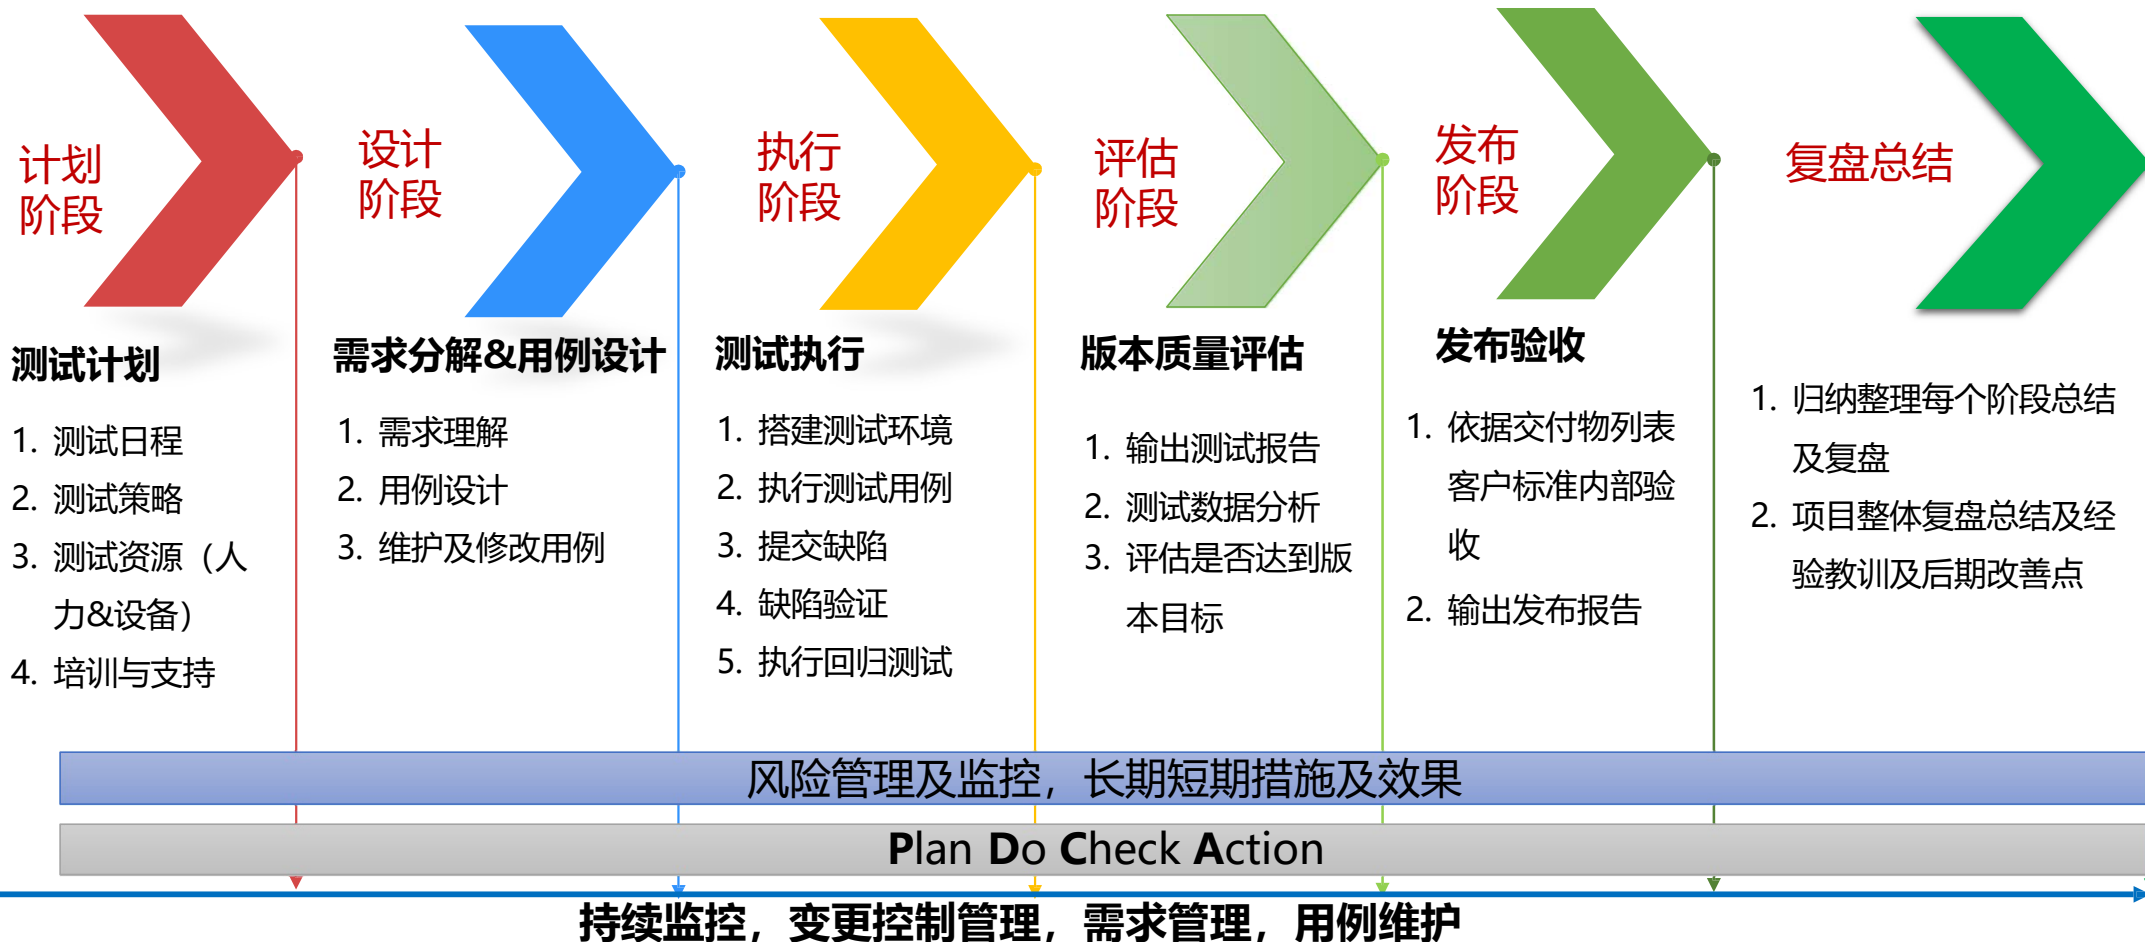 计划
阶段
设计
阶段
执行
阶段
评估
阶段
发布
阶段
复盘总结
测试计划
1. 测试日程
2. 测试策略
3. 测试资源（人
力&设备）
4. 培训与支持
需求分解&用例设计
1. 需求理解
2. 用例设计
3. 维护及修改用例
测试执行
1. 搭建测试环境
2. 执行测试用例
3. 提交缺陷
4. 缺陷验证
5. 执行回归测试
版本质量评估
1. 输出测试报告
2. 测试数据分析
3. 评估是否达到版
本目标
发布验收
1. 依据交付物列表
客户标准内部验
收
2. 输出发布报告
1. 归纳整理每个阶段总结
及复盘
2. 项目整体复盘总结及经
验教训及后期改善点
风险管理及监控，长期短期措施及效果
Plan Do Check Action
持续监控，变更控制管理，需求管理，用例维护